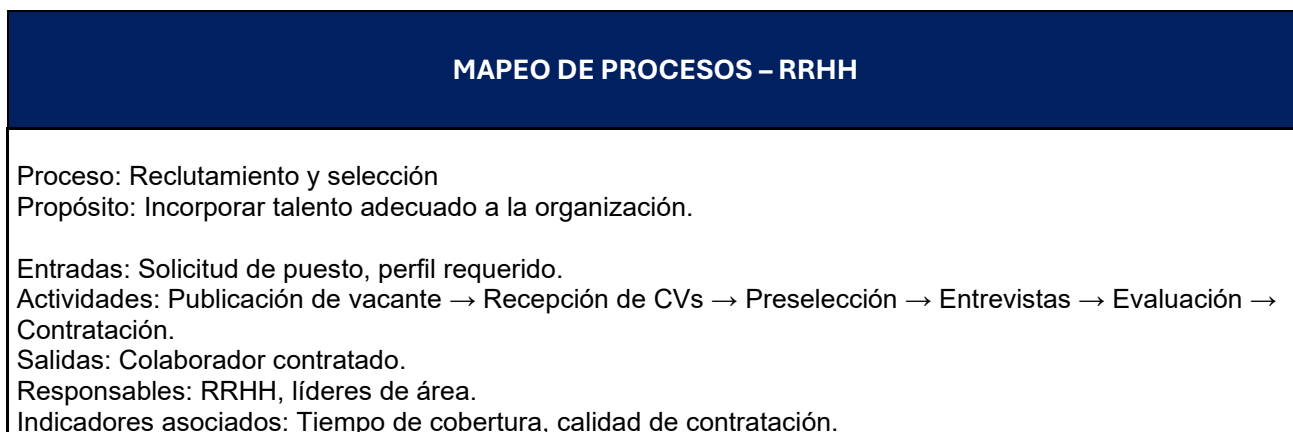 MAPEO DE PROCESOS – RRHH
Proceso: Reclutamiento y selección
Propósito: Incorporar talento adecuado a la organización.
Entradas: Solicitud de puesto, perfil requerido.
Actividades: Publicación de vacante → Recepción de CVs → Preselección → Entrevistas → Evaluación →
Contratación.
Salidas: Colaborador contratado.
Responsables: RRHH, líderes de área.
Indicadores asociados: Tiempo de cobertura, calidad de contratación.